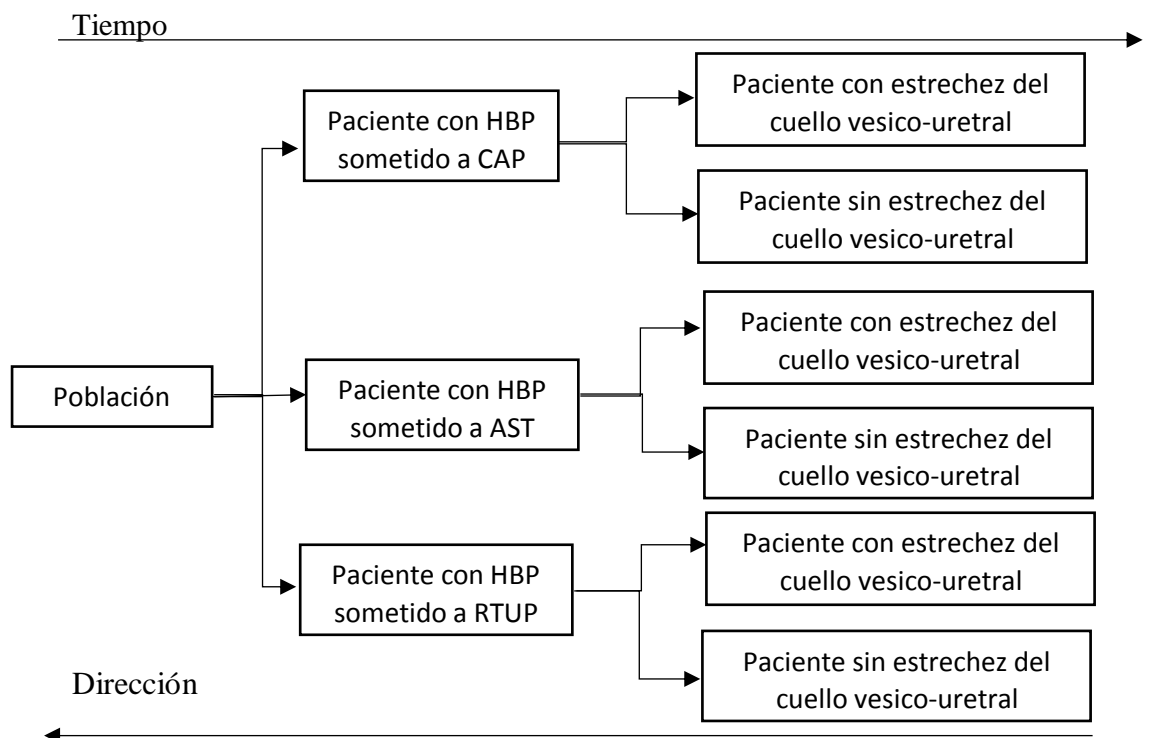 Tiempo
Paciente con HBP
sometido a CAP
Paciente con estrechez del
cuello vesico-uretral
Paciente sin estrechez del
cuello vesico-uretral
Población
Paciente con HBP
sometido a AST
Paciente con estrechez del
cuello vesico-uretral
Paciente sin estrechez del
cuello vesico-uretral
Paciente con HBP
sometido a RTUP
Paciente con estrechez del
cuello vesico-uretral
Paciente sin estrechez del
cuello vesico-uretral
Dirección